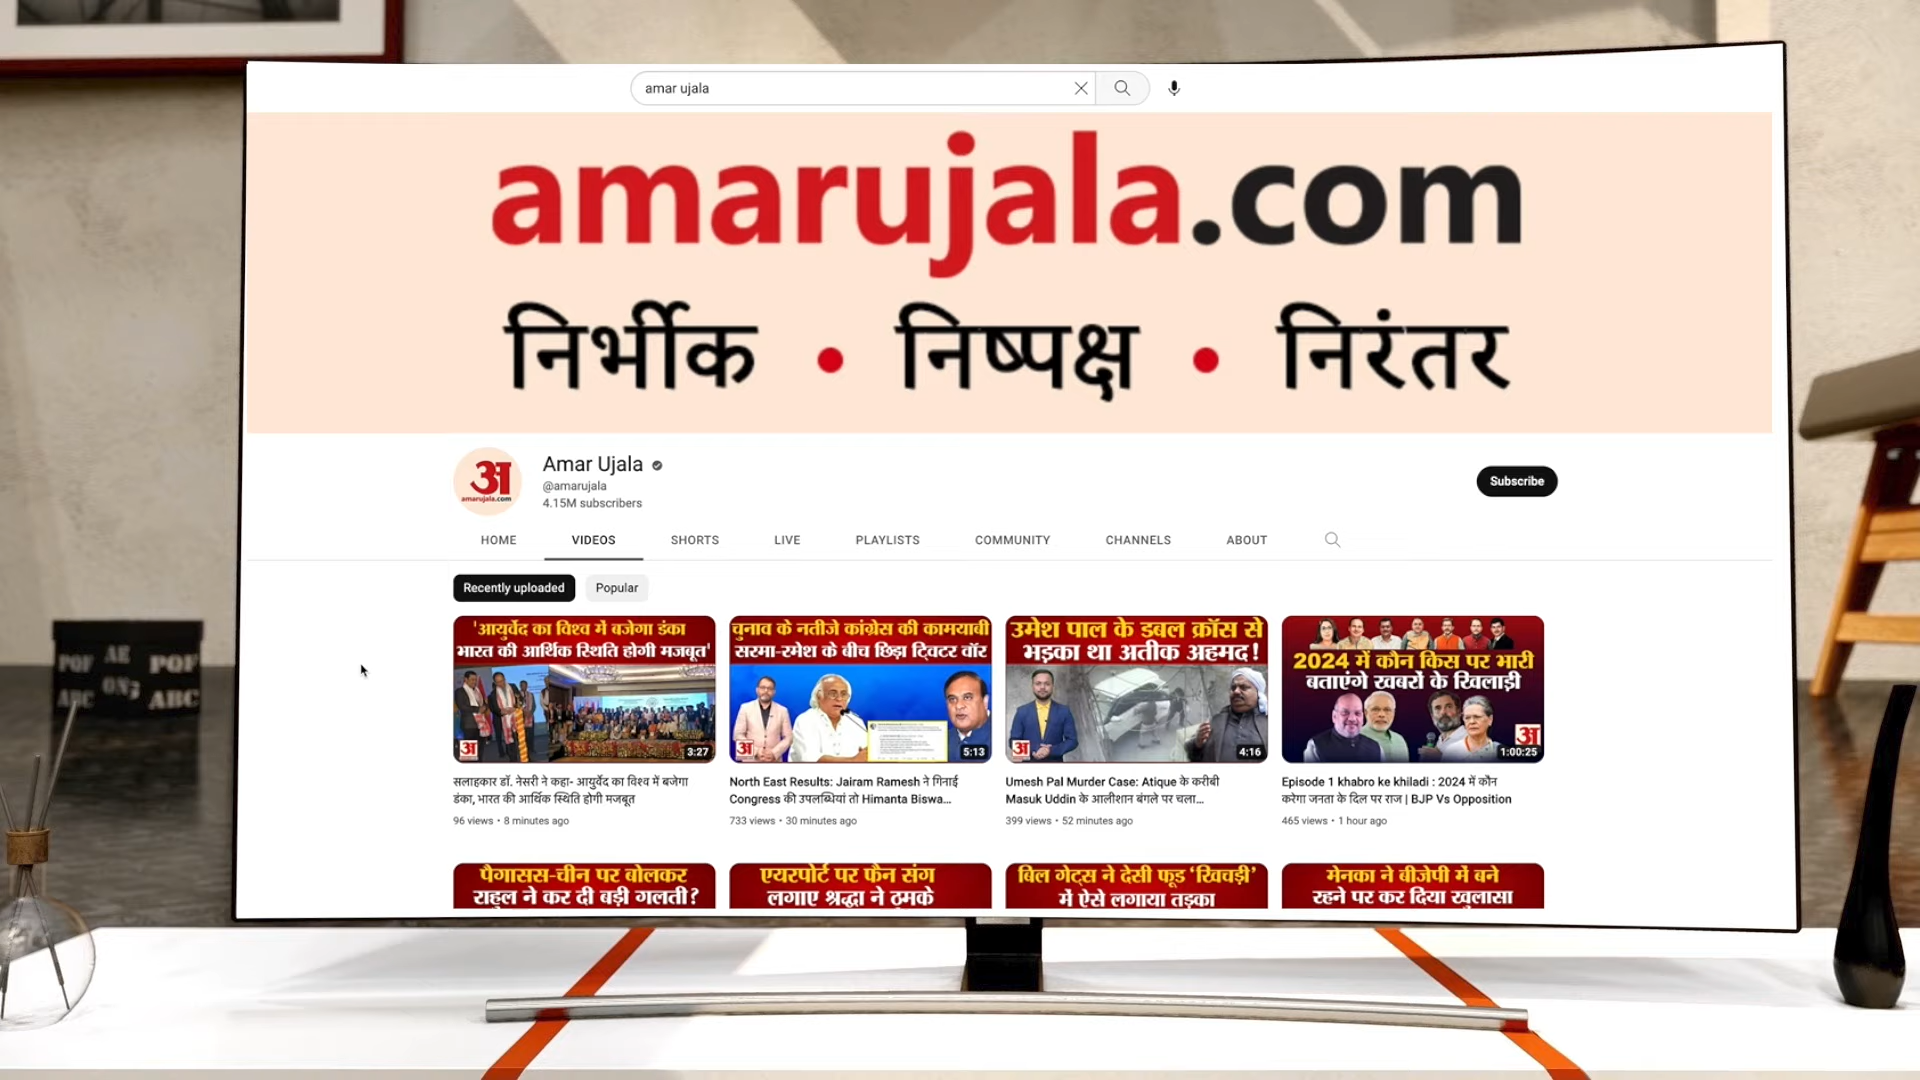 amar ujala
amarujala.com
निर्भीक • निष्पक्ष • निरंतर
अ
amarujala.com
Amar Ujala
@amarujala
4.15M subscribers
Subscribe
HOME VIDEOS SHORTS LIVE PLAYLISTS COMMUNITY CHANNELS ABOUT
Recently uploaded Popular
'आयुर्वेद का विश्व में बजेगा डंका
भारत की आर्थिक स्थिति होगी मजबूत'
अ
3:27
सलाहकार डॉ. नेसरी ने कहा- आयुर्वेद का विश्व में बजेगा
डंका, भारत की आर्थिक स्थिति होगी मजबूत
96 views • 8 minutes ago
चुनाव के नतीजे कांग्रेस की कामयाबी
सरमा-रमेश के बीच छिड़ा ट्विटर वॉर
अ
5:13
North East Results: Jairam Ramesh ने गिनाई
Congress की उपलब्धियां तो Himanta Biswa...
733 views • 30 minutes ago
उमेश पाल के डबल क्रॉस से
भड़का था अतीक अहमद!
अ
4:16
Umesh Pal Murder Case: Atique के करीबी
Masuk Uddin के आलीशान बंगले पर चला...
399 views • 52 minutes ago
2024 में कौन किस पर भारी
बताएंगे खबरों के खिलाड़ी
अ
1:00:25
Episode 1 khabro ke khiladi : 2024 में कौन
करेगा जनता के दिल पर राज | BJP Vs Opposition
465 views • 1 hour ago
पैगासस-चीन पर बोलकर
राहुल ने कर दी बड़ी गलती?
एयरपोर्ट पर फैन संग
लगाए श्रद्धा ने ठुमके
बिल गेट्स ने देसी फूड 'खिचड़ी'
में ऐसे लगाया तड़का
मेनका ने बीजेपी में बने
रहने पर कर दिया खुलासा
PQF AE PQF
ABC ABC